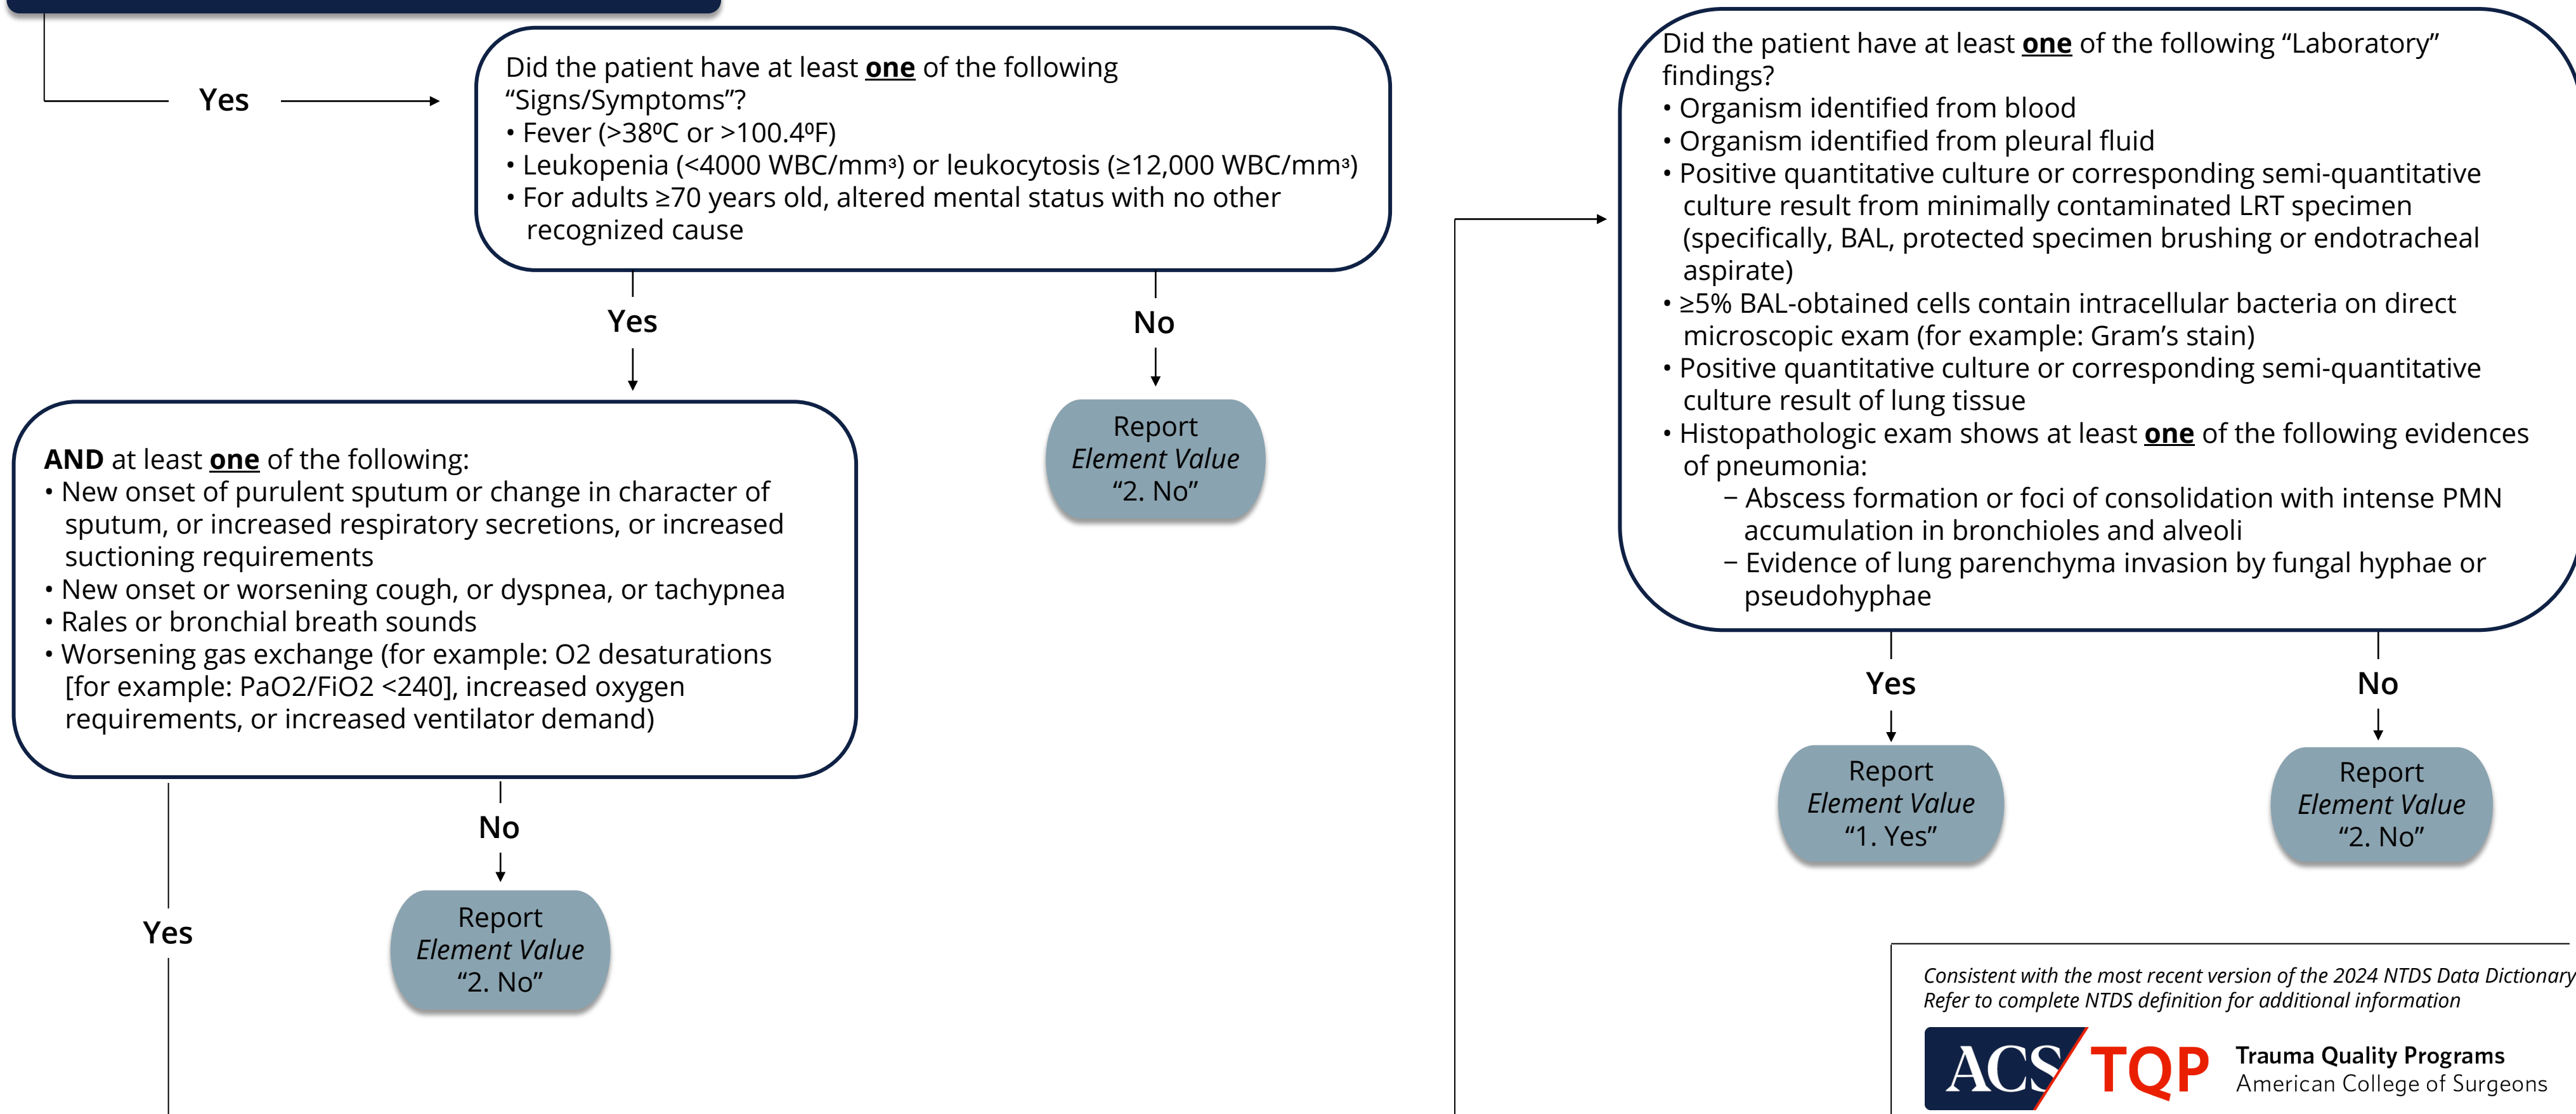 Yes
Did the patient have at least one of the following
“Signs/Symptoms”?
• Fever (>38⁰C or >100.4⁰F)
• Leukopenia (<4000 WBC/mm³) or leukocytosis (≥12,000 WBC/mm³)
• For adults ≥70 years old, altered mental status with no other
recognized cause
Yes
No
Report
Element Value
“2. No”
AND at least one of the following:
• New onset of purulent sputum or change in character of
sputum, or increased respiratory secretions, or increased
suctioning requirements
• New onset or worsening cough, or dyspnea, or tachypnea
• Rales or bronchial breath sounds
• Worsening gas exchange (for example: O2 desaturations
[for example: PaO2/FiO2 <240], increased oxygen
requirements, or increased ventilator demand)
No
Yes
Report
Element Value
“2. No”
Did the patient have at least one of the following “Laboratory”
findings?
• Organism identified from blood
• Organism identified from pleural fluid
• Positive quantitative culture or corresponding semi-quantitative
culture result from minimally contaminated LRT specimen
(specifically, BAL, protected specimen brushing or endotracheal
aspirate)
• ≥5% BAL-obtained cells contain intracellular bacteria on direct
microscopic exam (for example: Gram’s stain)
• Positive quantitative culture or corresponding semi-quantitative
culture result of lung tissue
• Histopathologic exam shows at least one of the following evidences
of pneumonia:
− Abscess formation or foci of consolidation with intense PMN
accumulation in bronchioles and alveoli
− Evidence of lung parenchyma invasion by fungal hyphae or
pseudohyphae
Yes
No
Report
Element Value
“1. Yes”
Report
Element Value
“2. No”
Consistent with the most recent version of the 2024 NTDS Data Dictionary
Refer to complete NTDS definition for additional information
ACS TQP
Trauma Quality Programs
American College of Surgeons